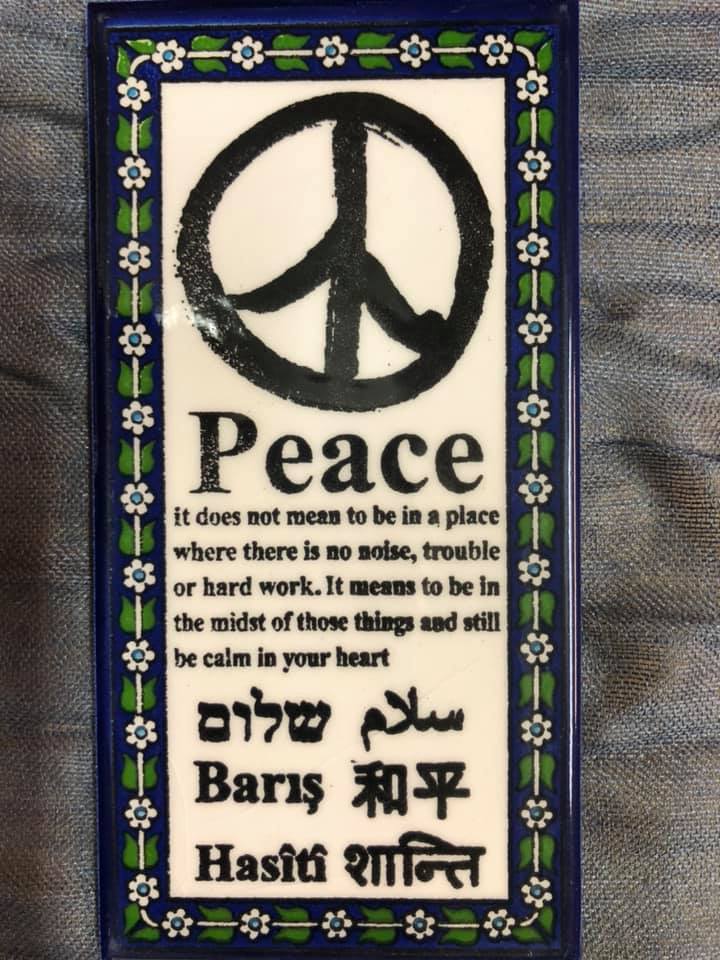 Peace
it does not mean to be in a place
where there is no noise, trouble
or hard work. It means to be in
the midst of those things and still
be calm in your heart
שלום سلام
Barış 和平
Hasîtî शान्ति